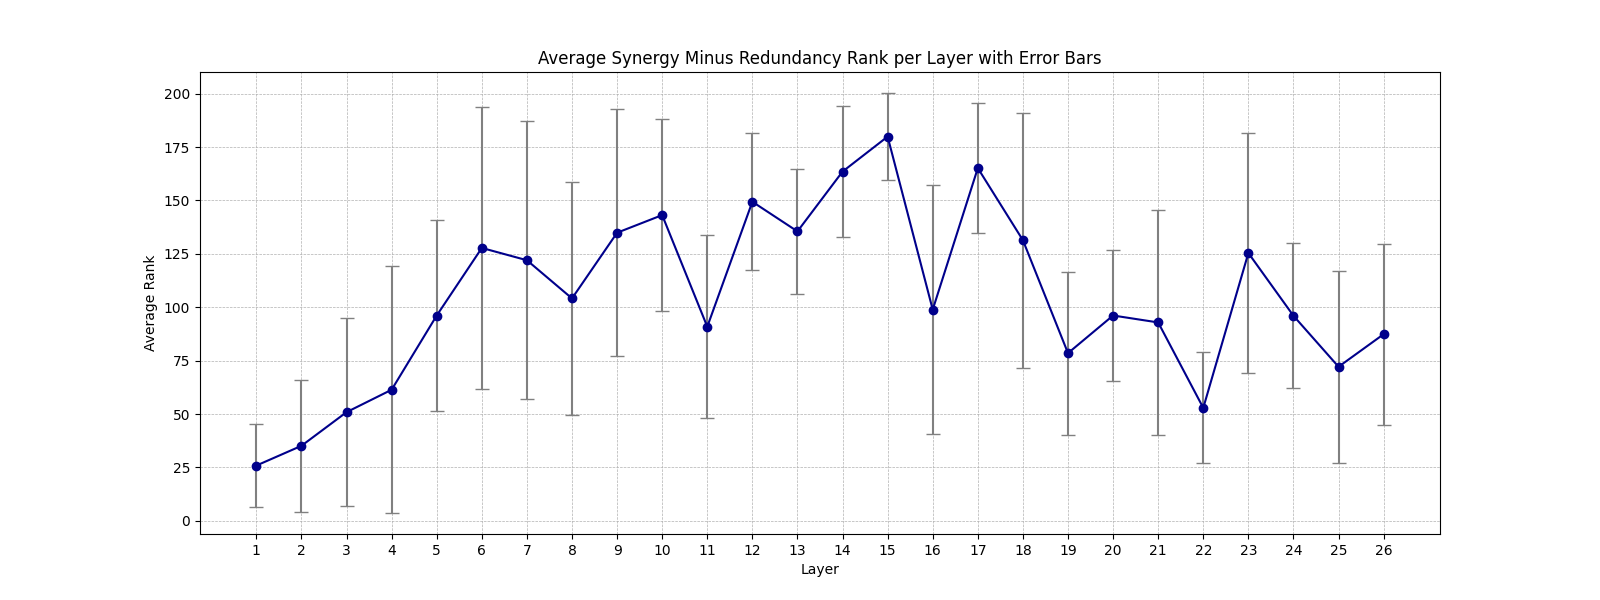 Average Synergy Minus Redundancy Rank per Layer with Error Bars
200
175
150
125
100
75
50
25
0
Average Rank
1 2 3 4 5 6 7 8 9 10 11 12 13 14 15 16 17 18 19 20 21 22 23 24 25 26
Layer